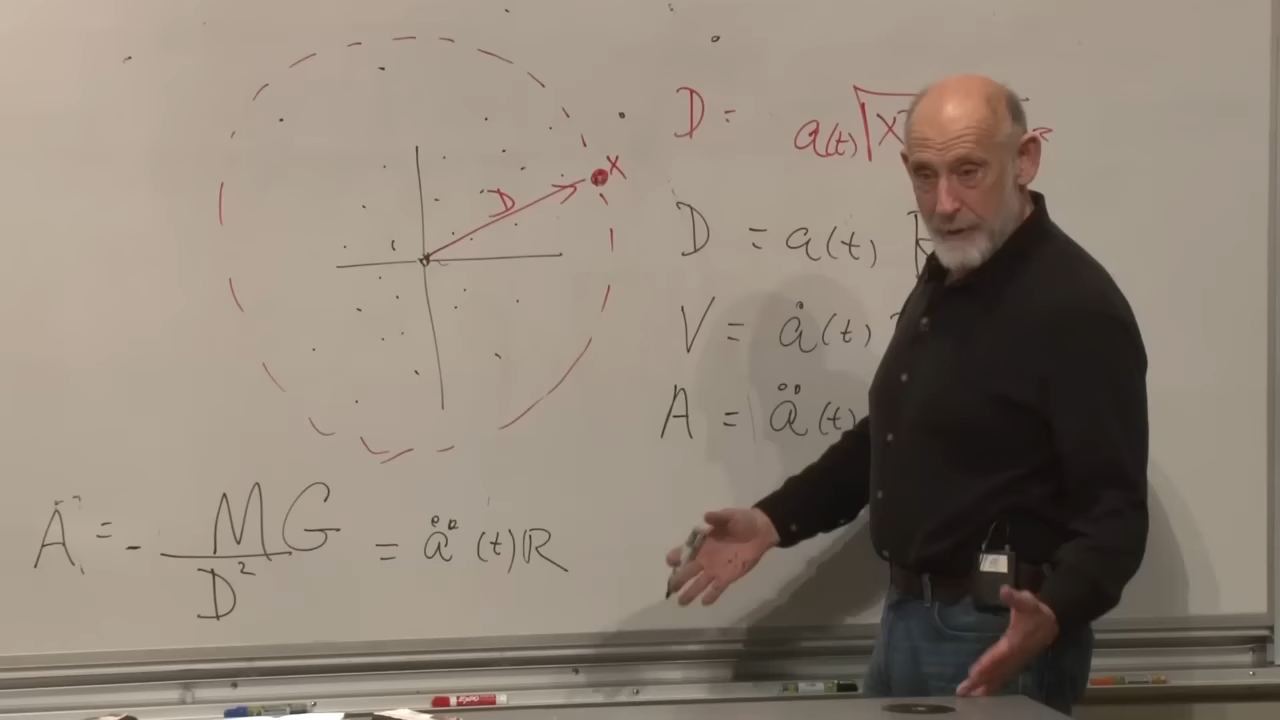 D = a(t) √X
X
D
D = a(t) R
V = ȧ(t)
A = ä(t)
A = - MG / D² = ä(t)R